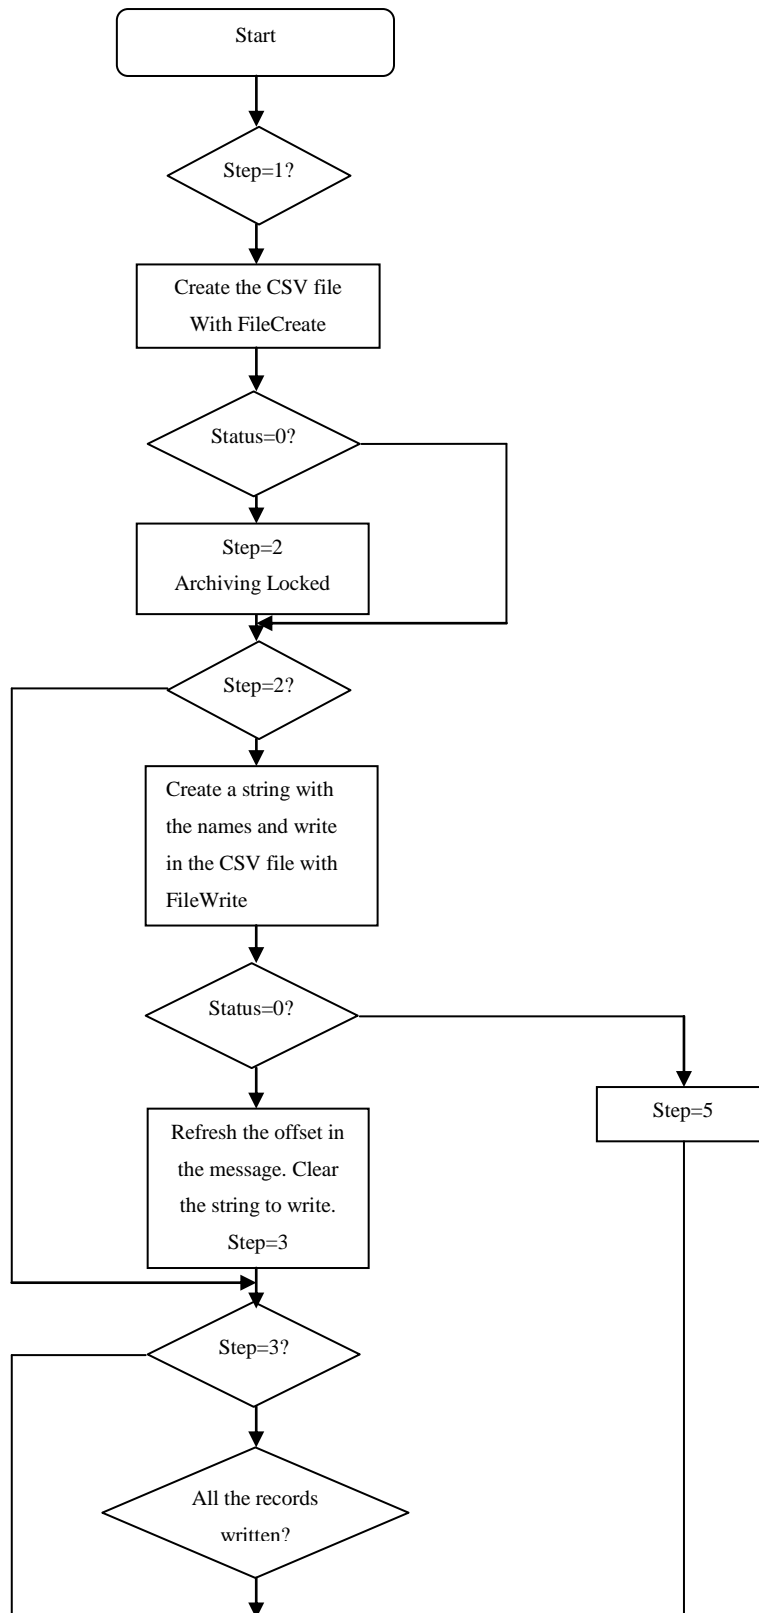 Start
Step=1?
Create the CSV file
With FileCreate
Status=0?
Step=2
Archiving Locked
Step=2?
Create a string with
the names and write
in the CSV file with
FileWrite
Status=0?
Refresh the offset in
the message. Clear
the string to write.
Step=3
Step=5
Step=3?
All the records
written?